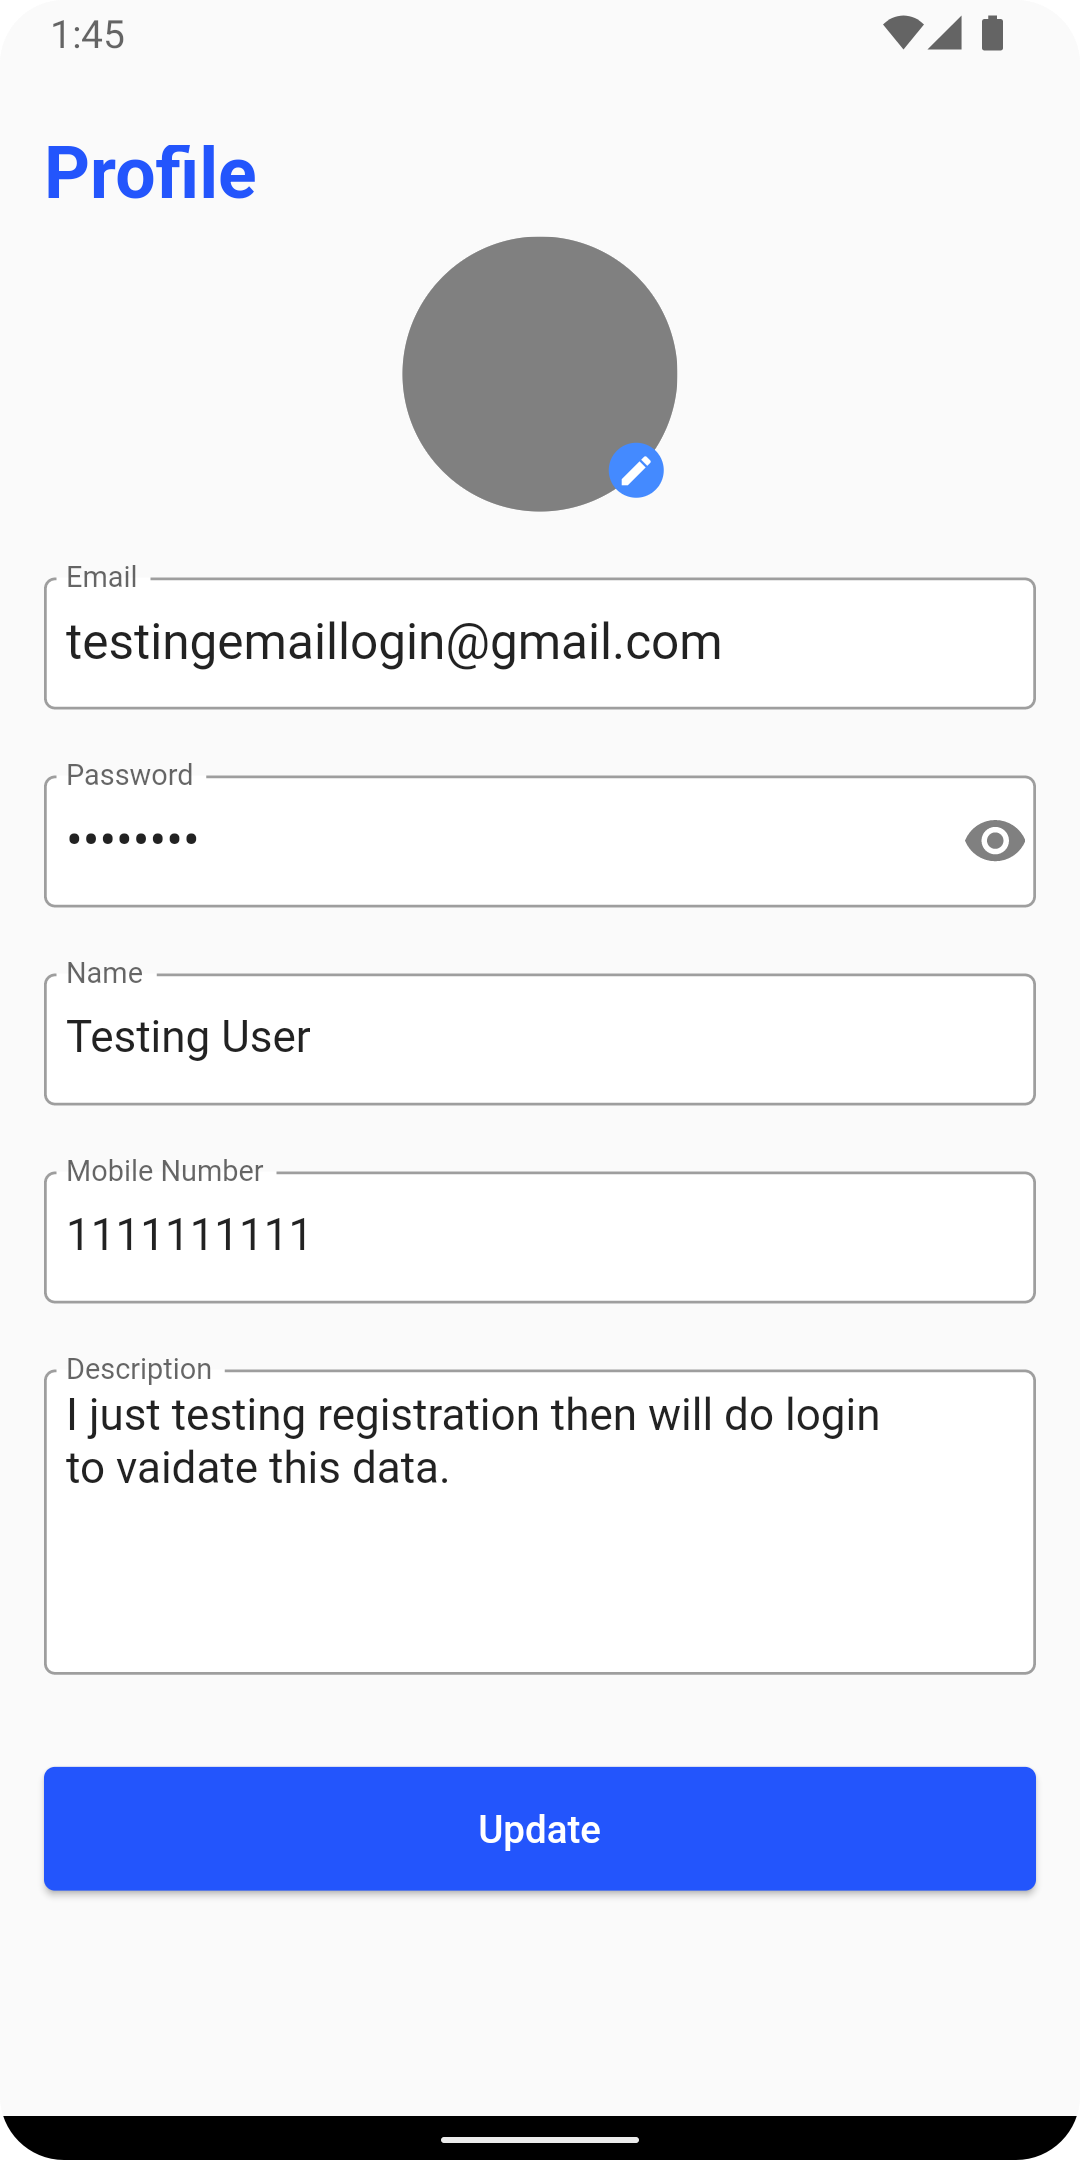 1:45
Profile
Email
testingemaillogin@gmail.com
Password
••••••••
Name
Testing User
Mobile Number
1111111111
Description
I just testing registration then will do login
to vaidate this data.
Update